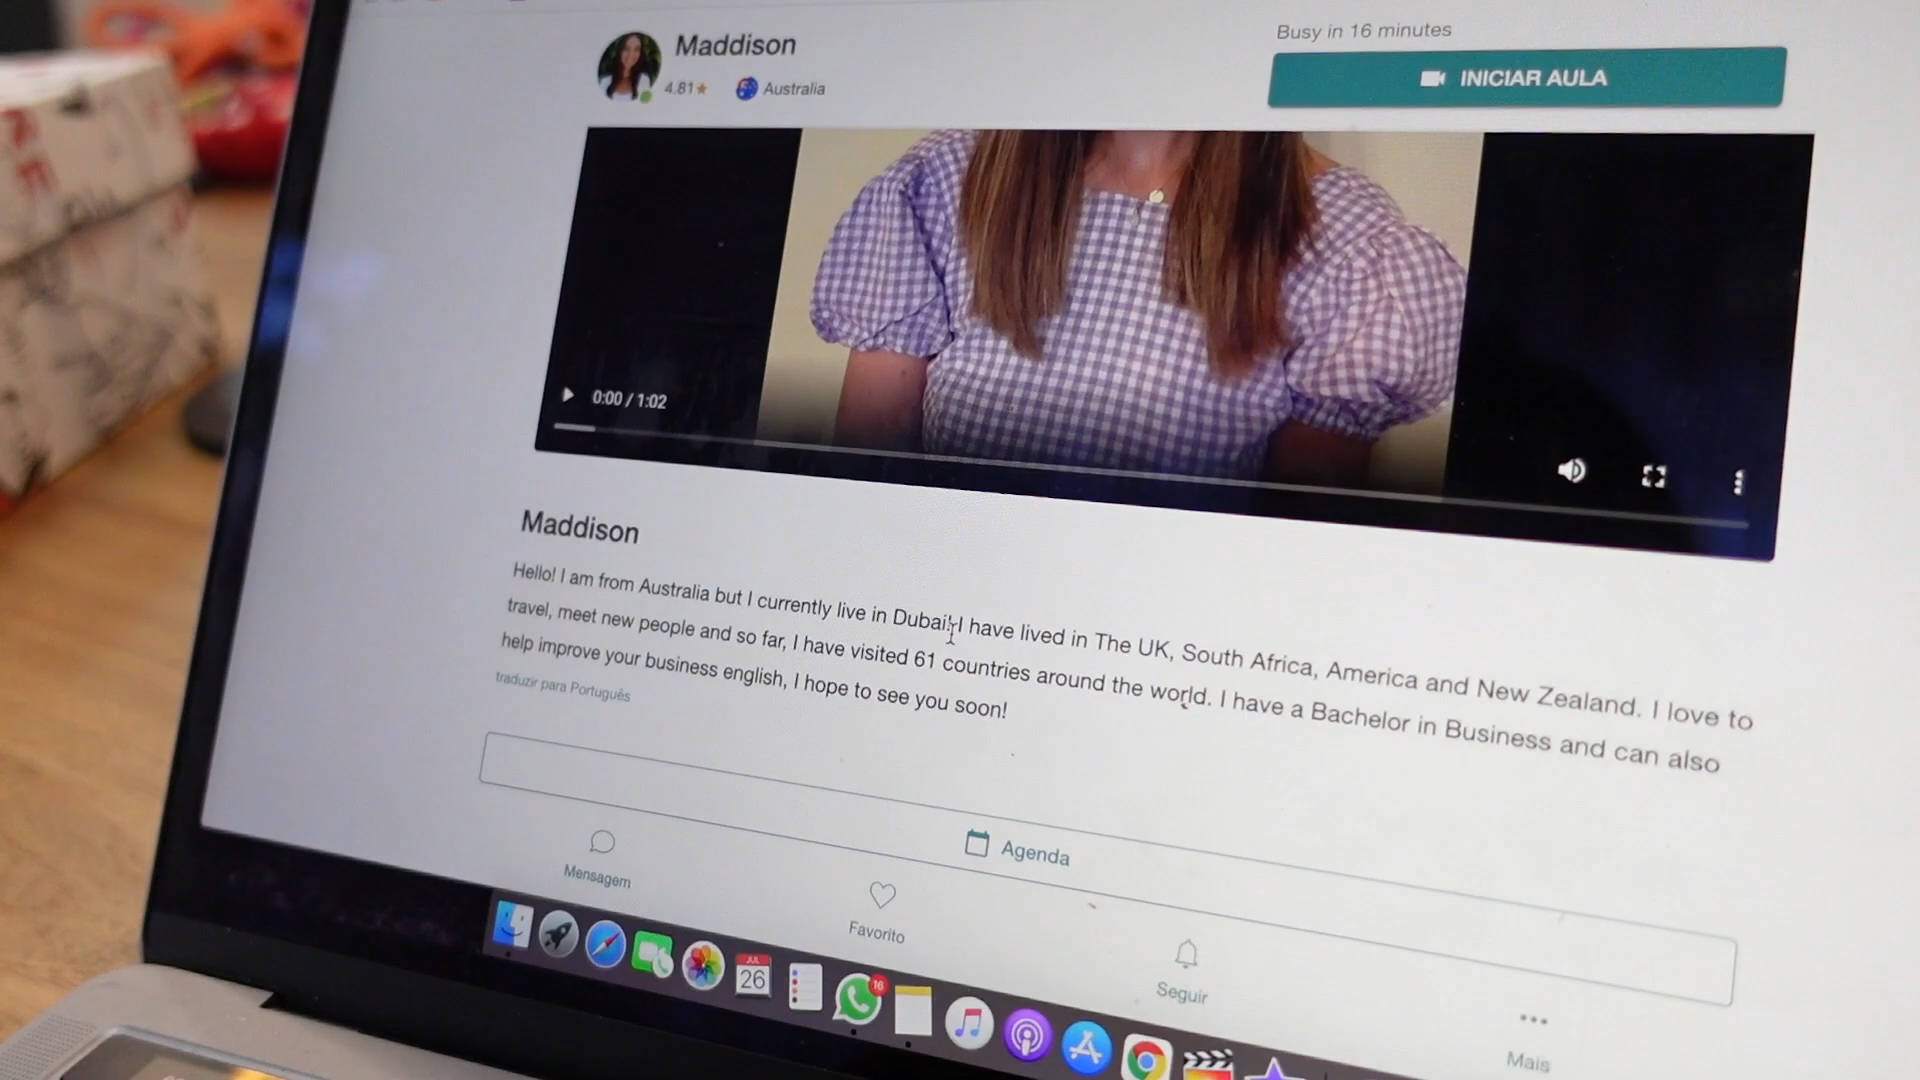 Maddison
4.81★ Australia
Busy in 16 minutes
INICIAR AULA
0:00 / 1:02
Maddison
Hello! I am from Australia but I currently live in Dubai! I have lived in The UK, South Africa, America and New Zealand. I love to
travel, meet new people and so far, I have visited 61 countries around the world. I have a Bachelor in Business and can also
help improve your business english, I hope to see you soon!
traduzir para Português
Agenda
Mensagem
Favorito
Seguir
Mais
JUL
26
16